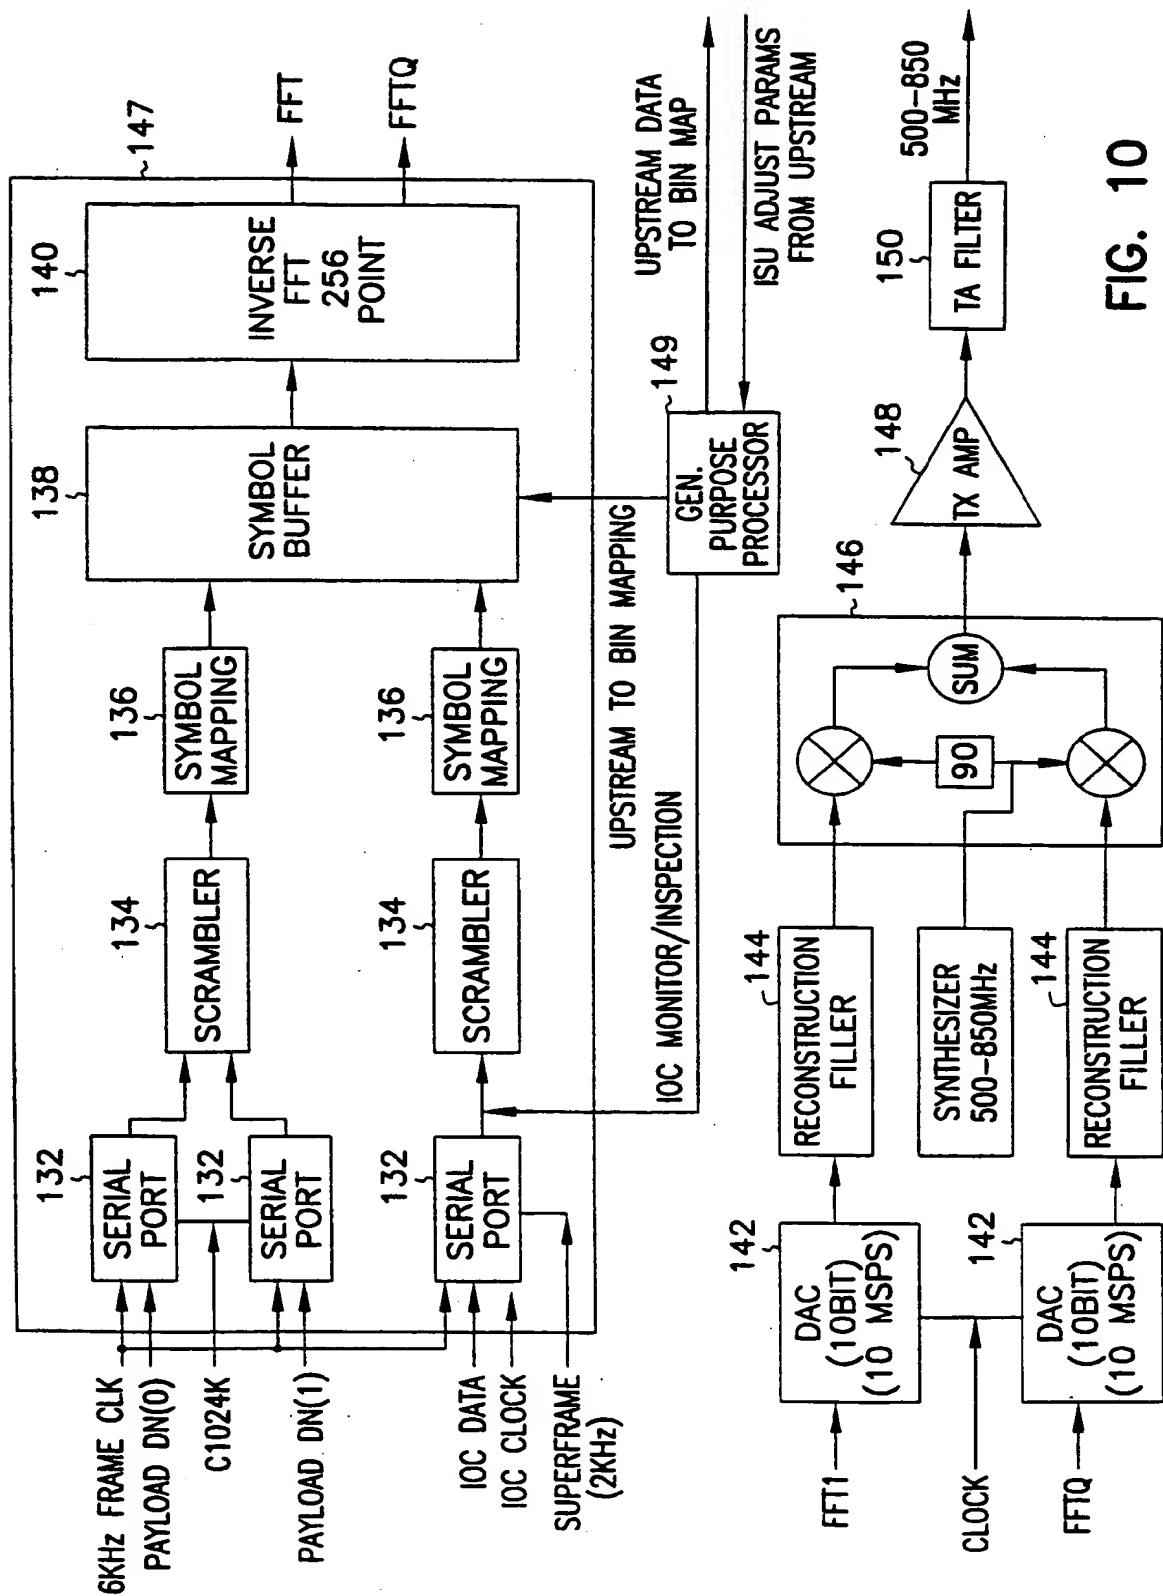 6KHz FRAME CLK
PAYLOAD DN(0)
C1024K
PAYLOAD DN(1)
IOC DATA
IOC CLOCK
SUPERFRAME
(2KHz)
132
SERIAL
PORT
132
SERIAL
PORT
132
SERIAL
PORT
134
SCRAMBLER
134
SCRAMBLER
136
SYMBOL
MAPPING
136
SYMBOL
MAPPING
138
SYMBOL
BUFFER
140
INVERSE
FFT
256
POINT
147
FFT
FFTQ
UPSTREAM TO BIN MAPPING
IOC MONITOR/INSPECTION
149
GEN.
PURPOSE
PROCESSOR
UPSTREAM DATA
TO BIN MAP
ISU ADJUST PARAMS
FROM UPSTREAM
FFT1
CLOCK
FFTQ
142
DAC
(10BIT)
(10 MSPS)
142
DAC
(10BIT)
(10 MSPS)
144
RECONSTRUCTION
FILLER
SYNTHESIZER
500-850MHz
144
RECONSTRUCTION
FILLER
146
90
SUM
148
TX AMP
150
TA FILTER
500-850
MHz
FIG. 10